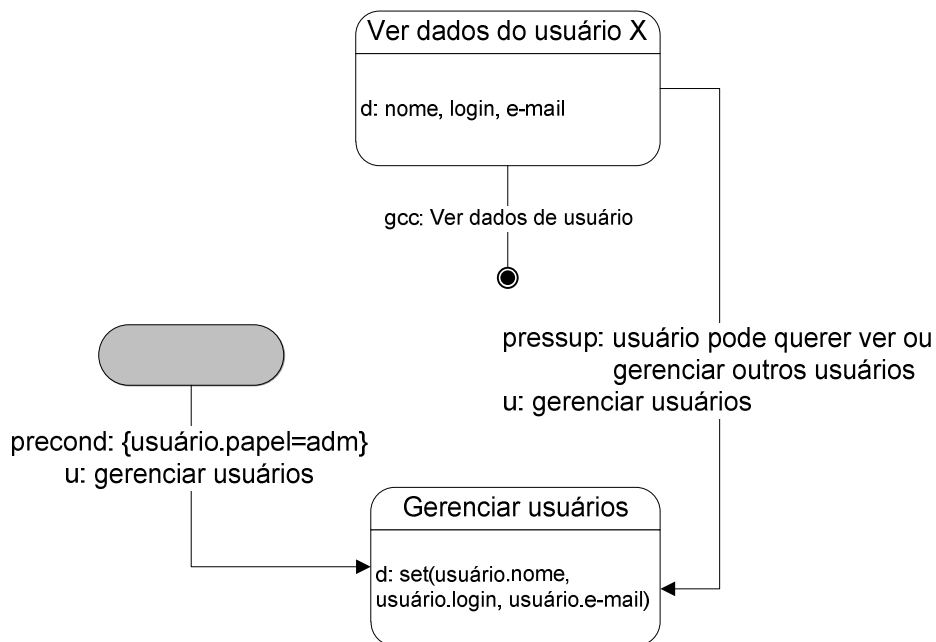 Ver dados do usuário X
d: nome, login, e-mail
gcc: Ver dados de usuário
pressup: usuário pode querer ver ou
gerenciar outros usuários
u: gerenciar usuários
precond: {usuário.papel=adm}
u: gerenciar usuários
Gerenciar usuários
d: set(usuário.nome,
usuário.login, usuário.e-mail)